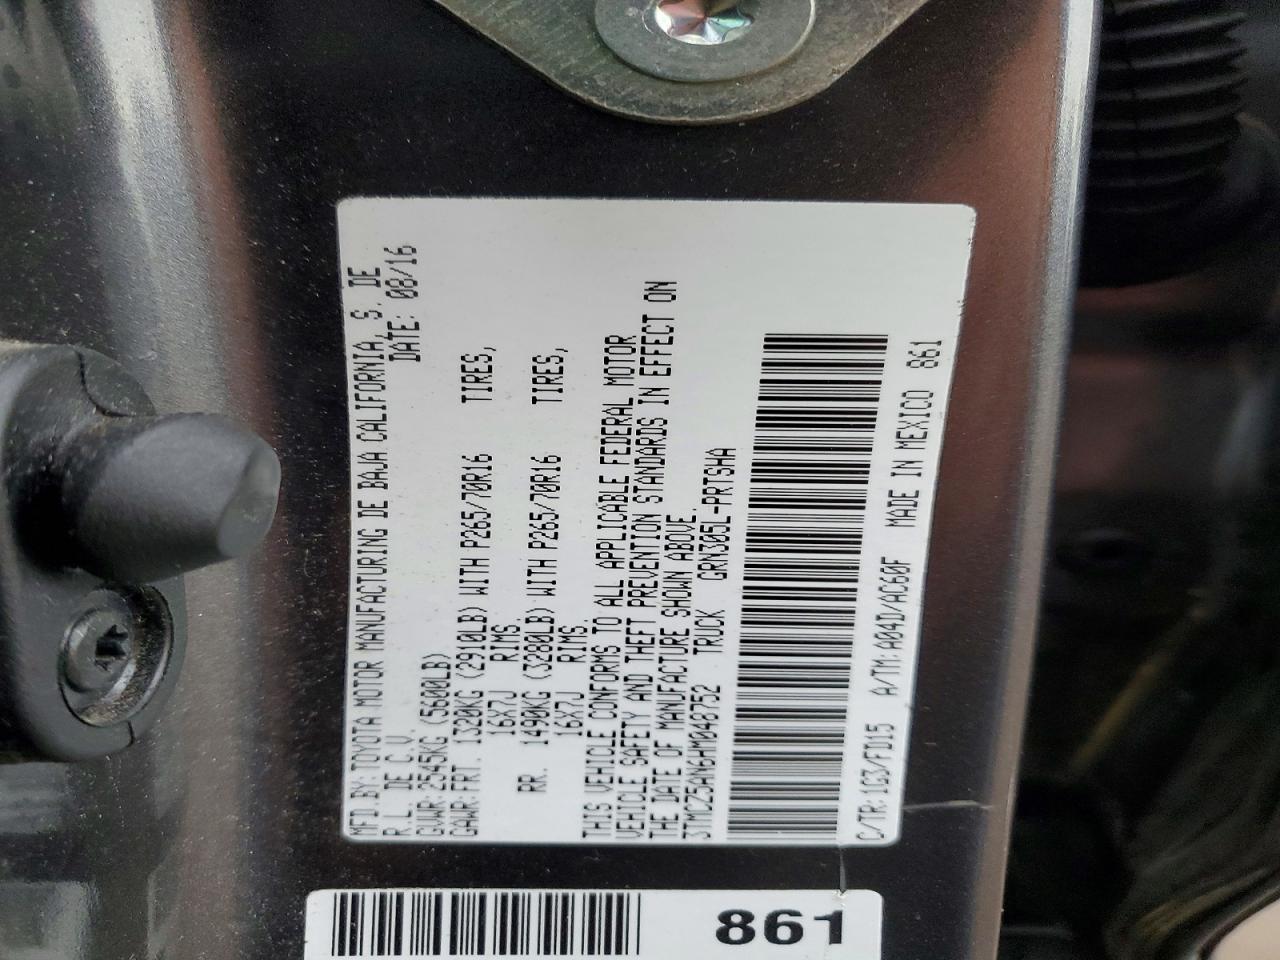 MFD.BY:TOYOTA MOTOR MANUFACTURING DE BAJA CALIFORNIA, S. DE
R.L. DE C.V. DATE: 08/16
GVWR:2545KG (5600LB)
GAWR:FRT. 1320KG (2910LB) WITH P265/70R16 TIRES,
16X7J RIMS.
RR. 1490KG (3280LB) WITH P265/70R16 TIRES,
16X7J RIMS.
THIS VEHICLE CONFORMS TO ALL APPLICABLE FEDERAL MOTOR
VEHICLE SAFETY AND THEFT PREVENTION STANDARDS IN EFFECT ON
THE DATE OF MANUFACTURE SHOWN ABOVE.
3TMCZ5AN6HM048752 TRUCK GRN305L-PRTSHA
C/TR:1G3/FD15 A/TM:A04D/AC60F MADE IN MEXICO 861
861